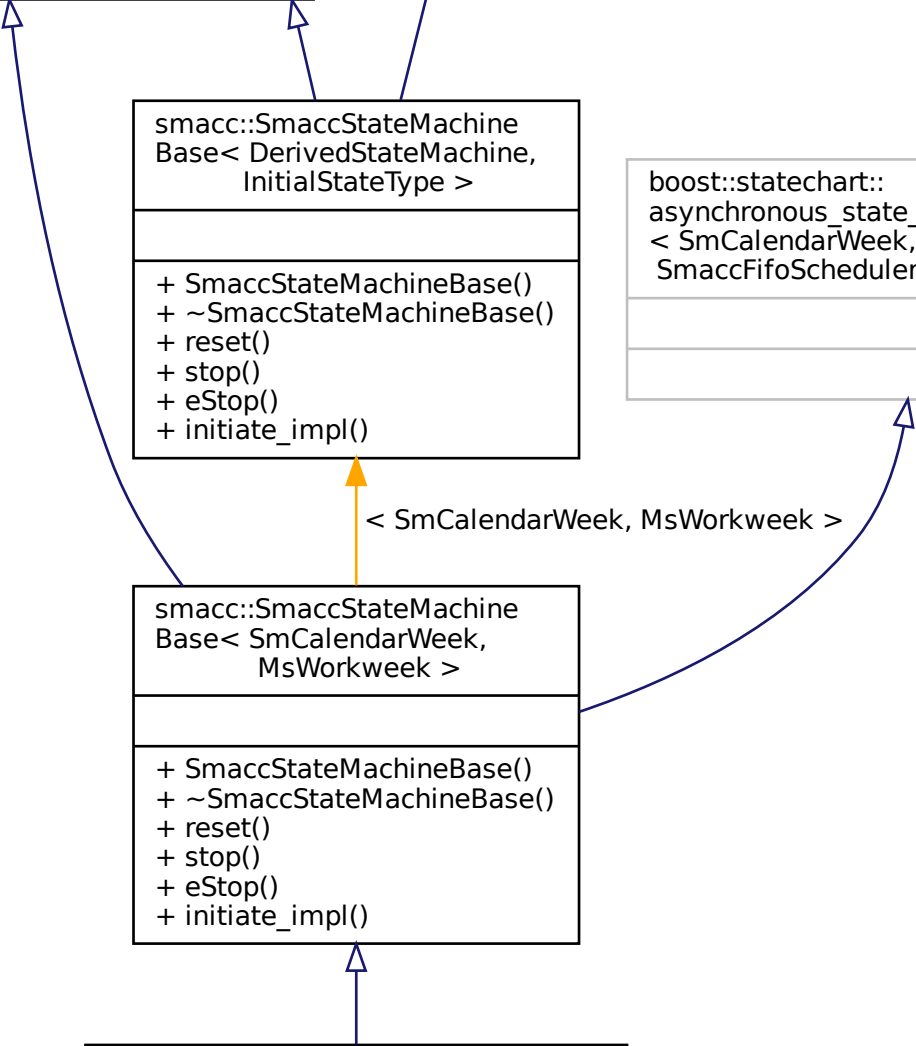 smacc::SmaccStateMachine
Base< DerivedStateMachine,
InitialStateType >
+ SmaccStateMachineBase()
+ ~SmaccStateMachineBase()
+ reset()
+ stop()
+ eStop()
+ initiate_impl()
boost::statechart::
asynchronous_state_
< SmCalendarWeek,
SmaccFifoScheduler
< SmCalendarWeek, MsWorkweek >
smacc::SmaccStateMachine
Base< SmCalendarWeek,
MsWorkweek >
+ SmaccStateMachineBase()
+ ~SmaccStateMachineBase()
+ reset()
+ stop()
+ eStop()
+ initiate_impl()